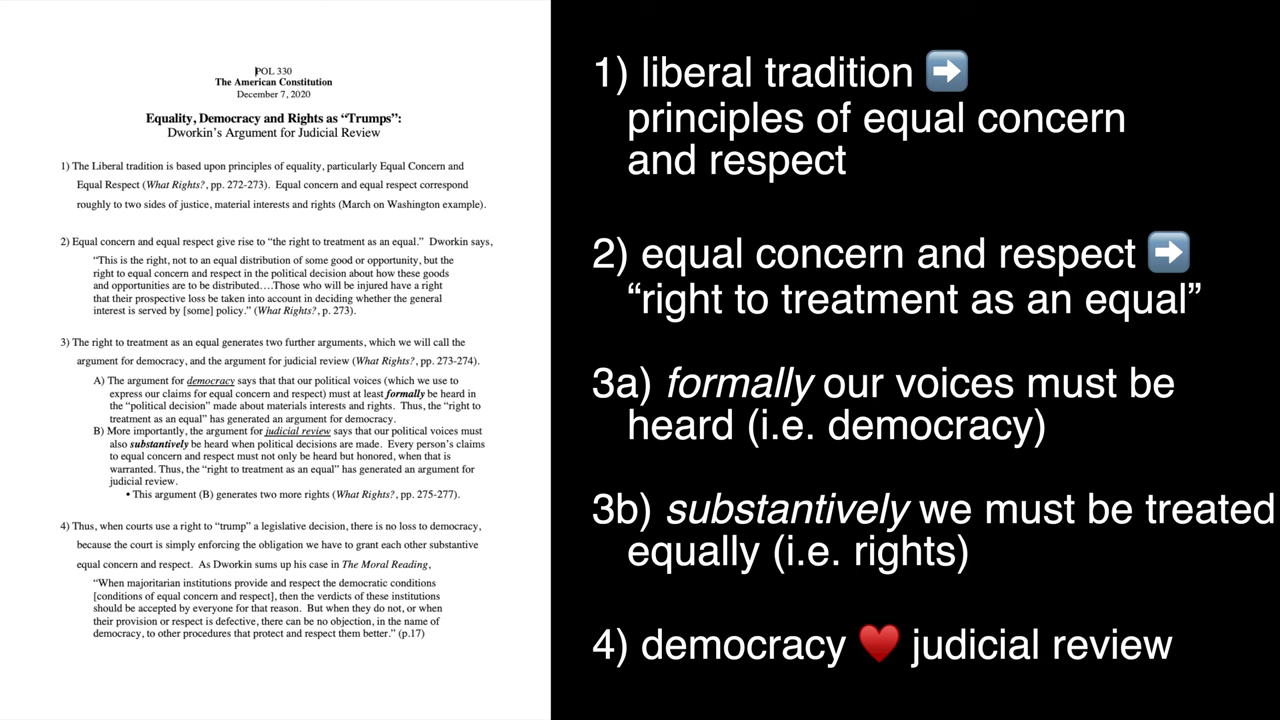 POL 330
The American Constitution
December 7, 2020
Equality, Democracy and Rights as “Trumps”:
Dworkin’s Argument for Judicial Review
1) The Liberal tradition is based upon principles of equality, particularly Equal Concern and
Equal Respect (What Rights?, pp. 272-273). Equal concern and equal respect correspond
roughly to two sides of justice, material interests and rights (March on Washington example).
2) Equal concern and equal respect give rise to “the right to treatment as an equal.” Dworkin says,
“This is the right, not to an equal distribution of some good or opportunity, but the
right to equal concern and respect in the political decision about how these goods
and opportunities are to be distributed….Those who will be injured have a right
that their prospective loss be taken into account in deciding whether the general
interest is served by [some] policy.” (What Rights?, p. 273).
3) The right to treatment as an equal generates two further arguments, which we will call the
argument for democracy, and the argument for judicial review (What Rights?, pp. 273-274).
A) The argument for democracy says that that our political voices (which we use to
express our claims for equal concern and respect) must at least formally be heard in
the “political decision” made about materials interests and rights. Thus, the “right to
treatment as an equal” has generated an argument for democracy.
B) More importantly, the argument for judicial review says that our political voices must
also substantively be heard when political decisions are made. Every person’s claims
to equal concern and respect must not only be heard but honored, when that is
warranted. Thus, the “right to treatment as an equal” has generated an argument for
judicial review.
• This argument (B) generates two more rights (What Rights?, pp. 275-277).
4) Thus, when courts use a right to “trump” a legislative decision, there is no loss to democracy,
because the court is simply enforcing the obligation we have to grant each other substantive
equal concern and respect. As Dworkin sums up his case in The Moral Reading,
“When majoritarian institutions provide and respect the democratic conditions
[conditions of equal concern and respect], then the verdicts of these institutions
should be accepted by everyone for that reason. But when they do not, or when
their provision or respect is defective, there can be no objection, in the name of
democracy, to other procedures that protect and respect them better.” (p.17)
1) liberal tradition ➡
principles of equal concern
and respect
2) equal concern and respect ➡
“right to treatment as an equal”
3a) formally our voices must be
heard (i.e. democracy)
3b) substantively we must be treated
equally (i.e. rights)
4) democracy ♥ judicial review